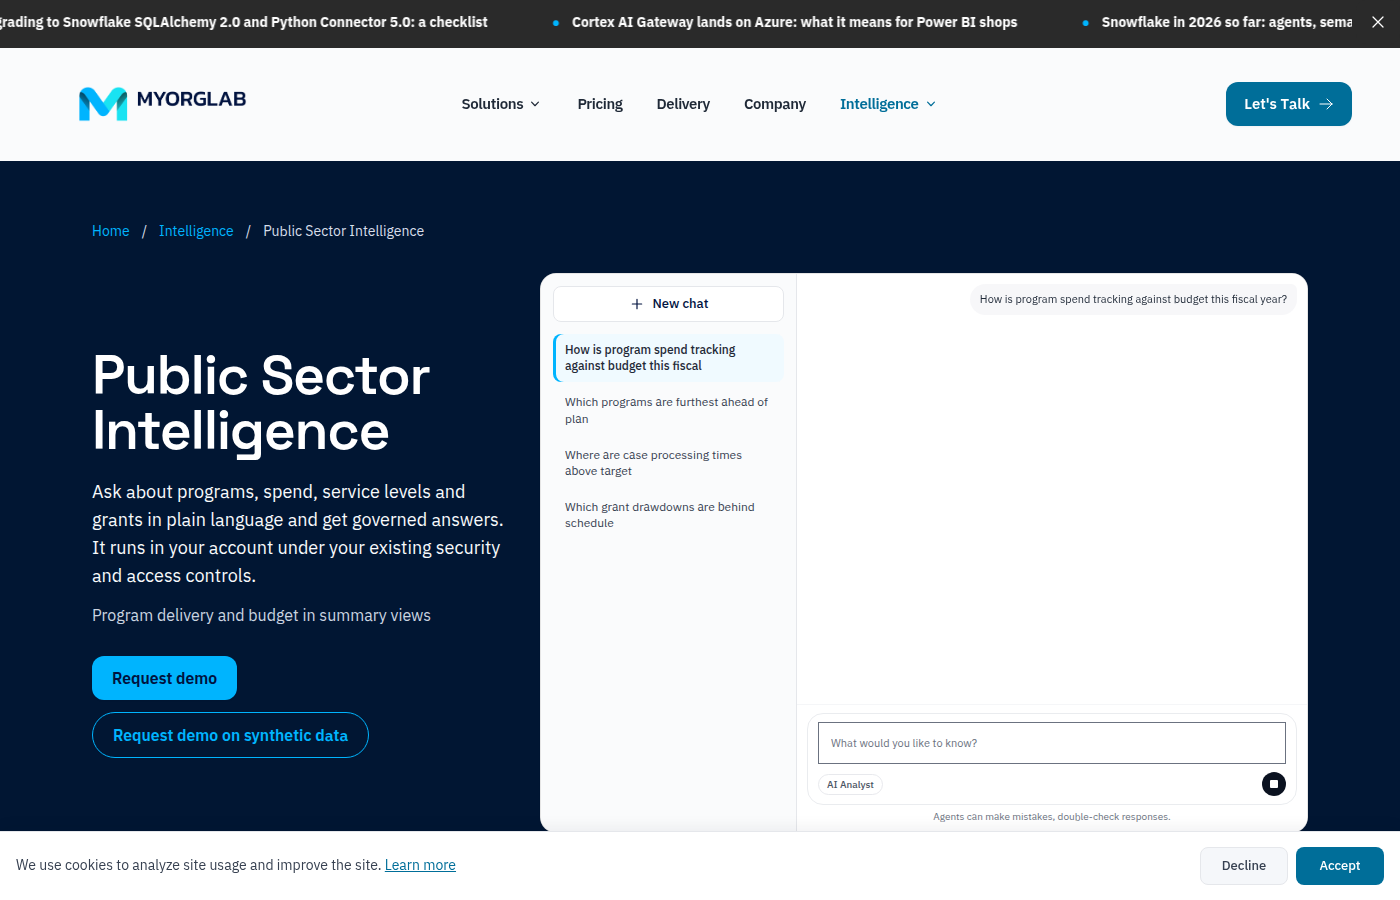 grading to Snowflake SQLAlchemy 2.0 and Python Connector 5.0: a checklist
Cortex AI Gateway lands on Azure: what it means for Power BI shops
Snowflake in 2026 so far: agents, sema
MYORGLAB
Solutions
Pricing
Delivery
Company
Intelligence
Let's Talk
Home / Intelligence / Public Sector Intelligence
Public Sector
Intelligence
Ask about programs, spend, service levels and
grants in plain language and get governed answers.
It runs in your account under your existing security
and access controls.
Program delivery and budget in summary views
Request demo
Request demo on synthetic data
New chat
How is program spend tracking
against budget this fiscal
Which programs are furthest ahead of
plan
Where are case processing times
above target
Which grant drawdowns are behind
schedule
How is program spend tracking against budget this fiscal year?
What would you like to know?
AI Analyst
Agents can make mistakes, double-check responses.
We use cookies to analyze site usage and improve the site. Learn more
Decline
Accept